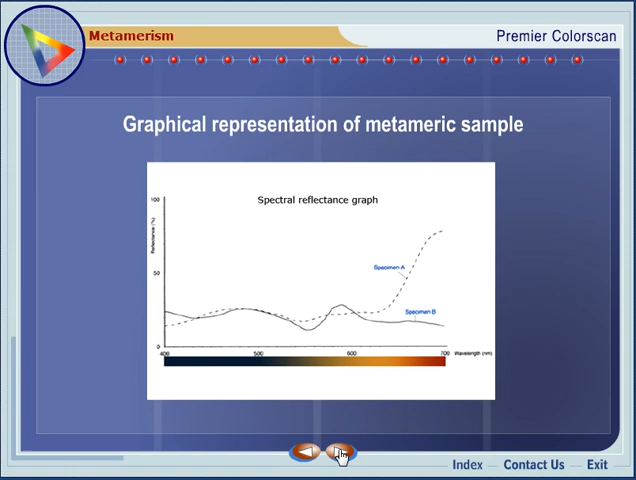 Metamerism
Premier Colorscan
Graphical representation of metameric sample
Spectral reflectance graph
100
Reflectance (%)
50
0
Specimen A
Specimen B
400 500 600 700 Wavelength (nm)
Index Contact Us Exit